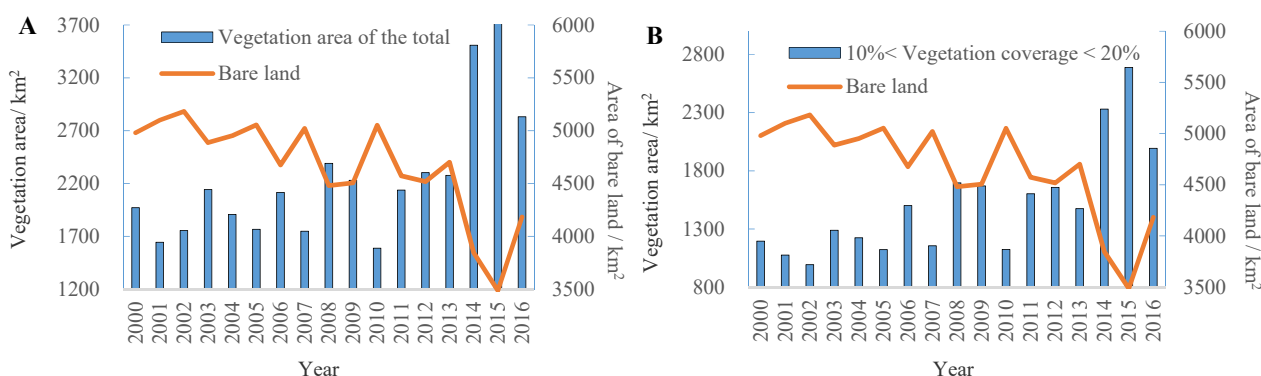 A
Vegetation area of the total
Bare land
Vegetation area/ km²
3700
3200
2700
2200
1700
1200
6000
5500
5000
4500
4000
3500
Area of bare land / km²
2000 2001 2002 2003 2004 2005 2006 2007 2008 2009 2010 2011 2012 2013 2014 2015 2016
Year
B
10%< Vegetation coverage < 20%
Bare land
Vegetation area/ km²
2800
2300
1800
1300
800
6000
5500
5000
4500
4000
3500
Area of bare land / km²
2000 2001 2002 2003 2004 2005 2006 2007 2008 2009 2010 2011 2012 2013 2014 2015 2016
Year